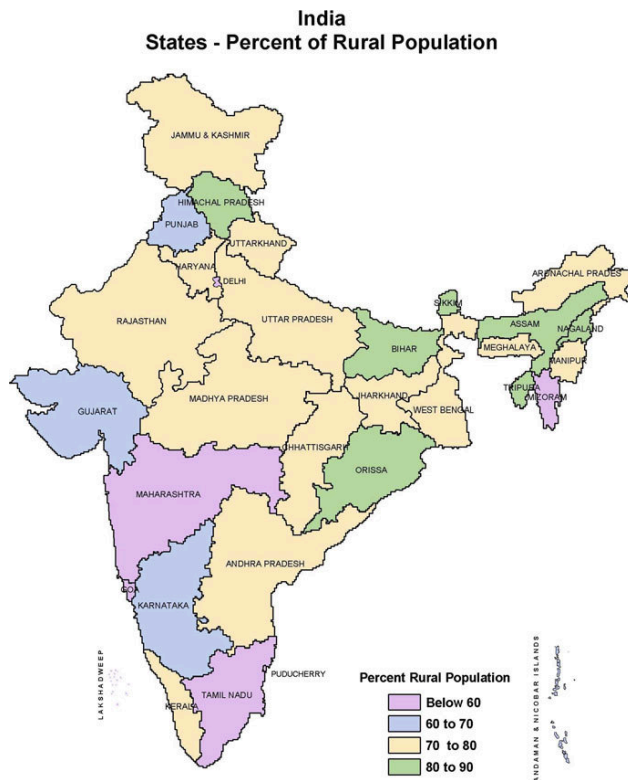 India
States - Percent of Rural Population
JAMMU & KASHMIR
HIMACHAL PRADESH
PUNJAB
UTTARKHAND
HARYANA
DELHI
ARENACHAL PRADES
SIKKIM
RAJASTHAN
UTTAR PRADESH
ASSAM
NAGALAND
BIHAR
MEGHALAYA
MANIPUR
TRIPURA
MIZORAM
MADHYA PRADESH
JHARKHAND
WEST BENGAL
GUJARAT
CHHATTISGARH
ORISSA
MAHARASHTRA
ANDHRA PRADESH
GOA
KARNATAKA
LAKSHADWEEP
PUDUCHERRY
TAMIL NADU
KERALA
ANDAMAN & NICOBAR ISLANDS
Percent Rural Population
Below 60
60 to 70
70 to 80
80 to 90